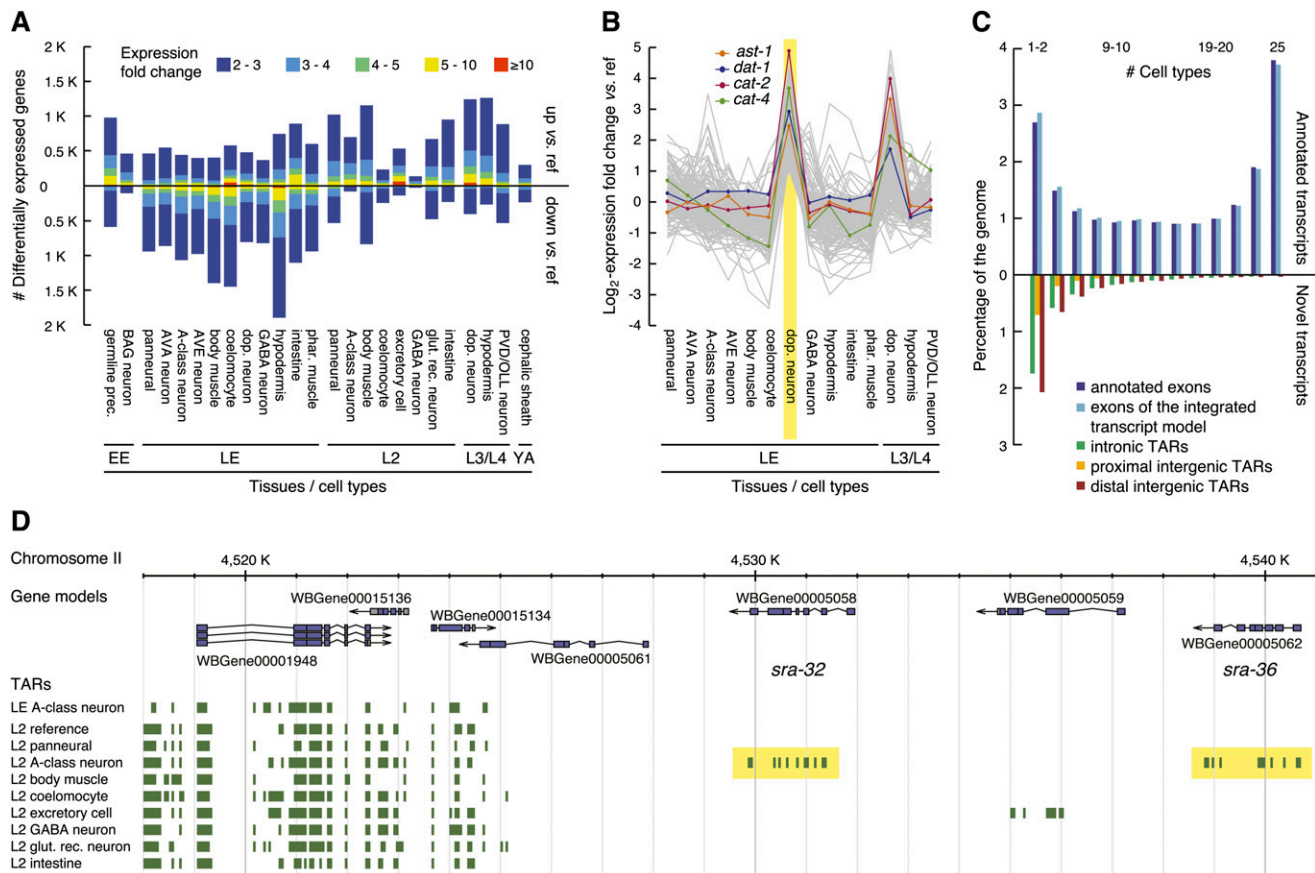 A
Expression
fold change
2 - 3
3 - 4
4 - 5
5 - 10
≥10
# Differentially expressed genes
2 K
1.5 K
1 K
0.5 K
0
0.5 K
1 K
1.5 K
2 K
up vs. ref
down vs. ref
germline prec.
BAG neuron
panneural
AVA neuron
A-class neuron
AVE neuron
body muscle
coelomocyte
dop. neuron
GABA neuron
hypodermis
intestine
phar. muscle
panneural
A-class neuron
body muscle
coelomocyte
excretory cell
GABA neuron
glut. rec. neuron
intestine
dop. neuron
hypodermis
PVD/OLL neuron
cephalic sheath
EE
LE
L2
L3/L4
YA
Tissues / cell types
B
ast-1
dat-1
cat-2
cat-4
Log2-expression fold change vs. ref
5
4
3
2
1
0
-1
-2
-3
-4
panneural
AVA neuron
A-class neuron
AVE neuron
body muscle
coelomocyte
dop. neuron
GABA neuron
hypodermis
intestine
phar. muscle
dop. neuron
hypodermis
PVD/OLL neuron
LE
L3/L4
Tissues / cell types
C
1-2
9-10
19-20
25
# Cell types
Percentage of the genome
4
3
2
1
0
1
2
3
Annotated transcripts
Novel transcripts
annotated exons
exons of the integrated
transcript model
intronic TARs
proximal intergenic TARs
distal intergenic TARs
D
Chromosome II
4,520 K
4,530 K
4,540 K
Gene models
WBGene00015136
WBGene00005058
WBGene00005059
WBGene00015134
WBGene00001948
WBGene00005061
WBGene00005062
sra-32
sra-36
TARs
LE A-class neuron
L2 reference
L2 panneural
L2 A-class neuron
L2 body muscle
L2 coelomocyte
L2 excretory cell
L2 GABA neuron
L2 glut. rec. neuron
L2 intestine